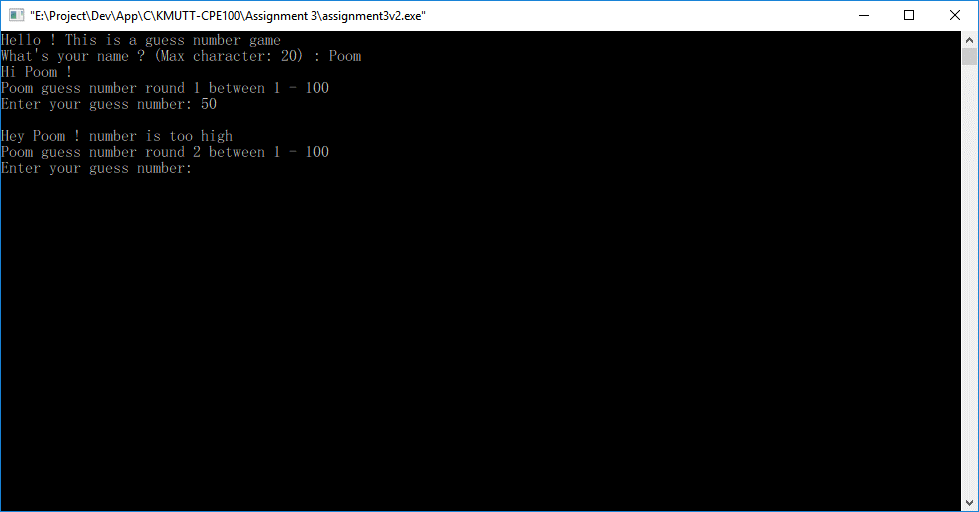 "E:\Project\Dev\App\C\KMUTT-CPE100\Assignment 3\assignment3v2.exe"
Hello ! This is a guess number game
What's your name ? (Max character: 20) : Poom
Hi Poom !
Poom guess number round 1 between 1 - 100
Enter your guess number: 50
Hey Poom ! number is too high
Poom guess number round 2 between 1 - 100
Enter your guess number: